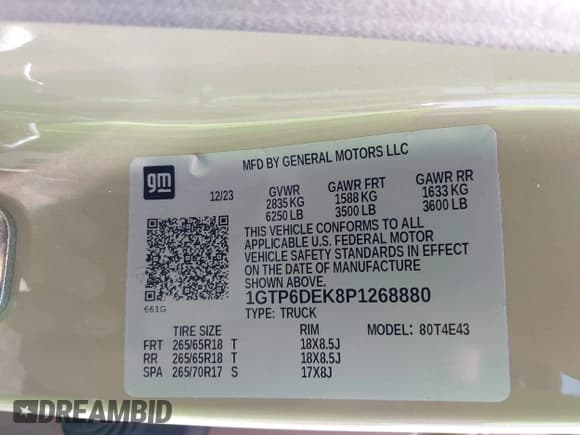 MFD BY GENERAL MOTORS LLC
gm
12/23
GVWR GAWR FRT GAWR RR
2835 KG 1588 KG 1633 KG
6250 LB 3500 LB 3600 LB
THIS VEHICLE CONFORMS TO ALL
APPLICABLE U.S. FEDERAL MOTOR
VEHICLE SAFETY STANDARDS IN EFFECT
ON THE DATE OF MANUFACTURE
SHOWN ABOVE.
661G
1GTP6DEK8P1268880
TYPE: TRUCK
TIRE SIZE RIM MODEL: 80T4E43
FRT 265/65R18 T 18X8.5J
RR 265/65R18 T 18X8.5J
SPA 265/70R17 S 17X8J
DREAMBID